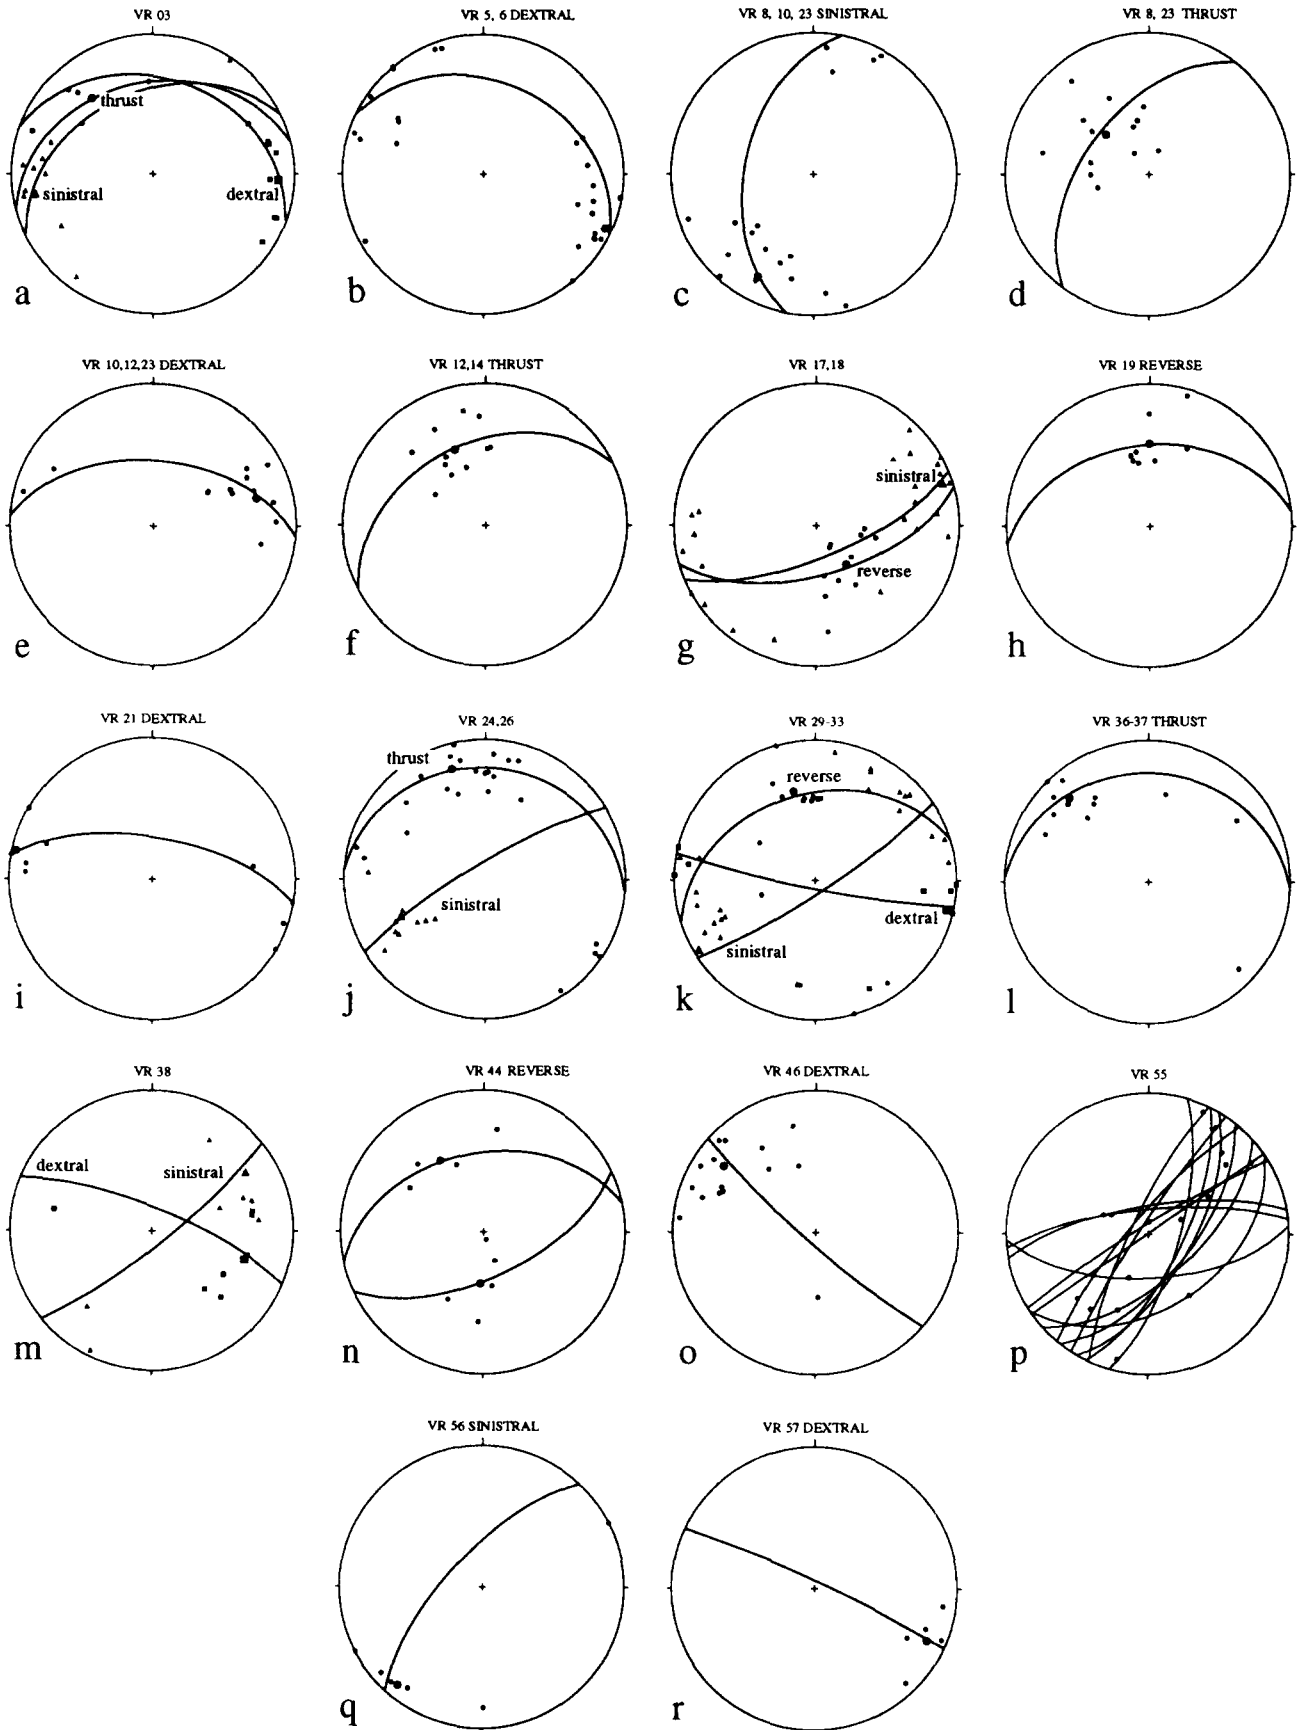 VR 03
VR 5, 6 DEXTRAL
VR 8, 10, 23 SINISTRAL
VR 8, 23 THRUST
thrust
sinistral
dextral
a
b
c
d
VR 10,12,23 DEXTRAL
VR 12,14 THRUST
VR 17,18
VR 19 REVERSE
sinistral
reverse
e
f
g
h
VR 21 DEXTRAL
VR 24,26
VR 29-33
VR 36-37 THRUST
thrust
reverse
sinistral
dextral
sinistral
i
j
k
l
VR 38
VR 44 REVERSE
VR 46 DEXTRAL
VR 55
dextral
sinistral
m
n
o
p
VR 56 SINISTRAL
VR 57 DEXTRAL
q
r